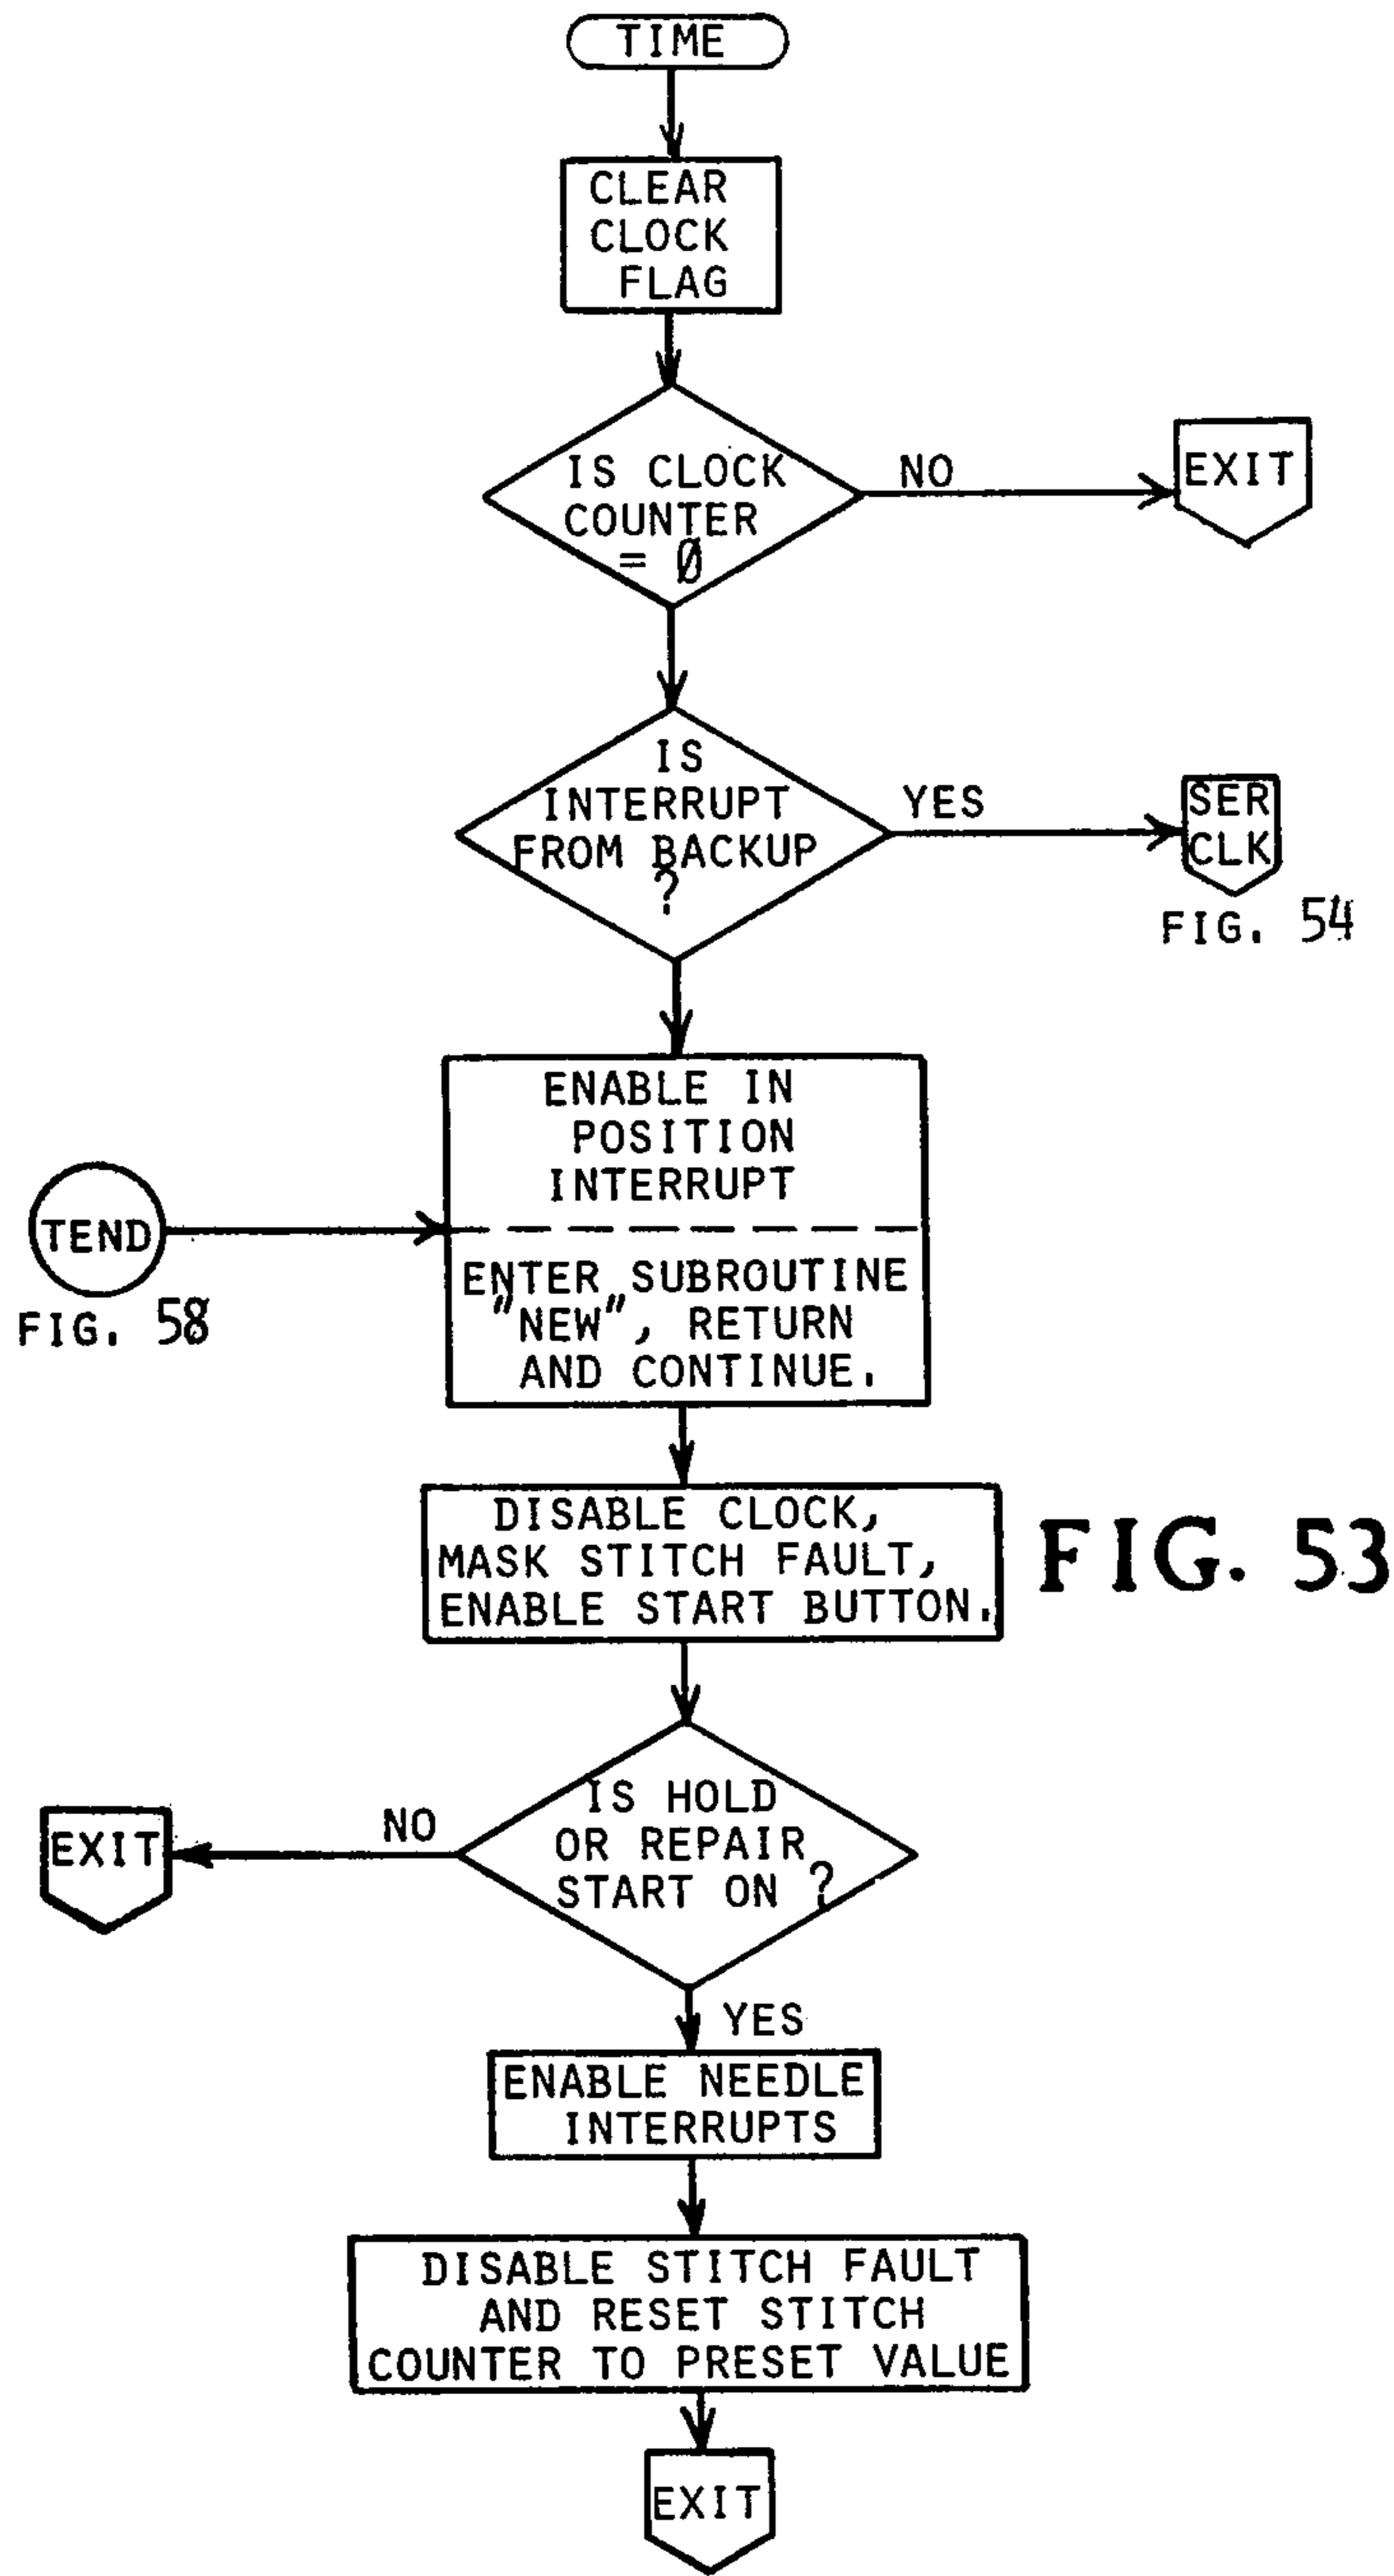 TIME
CLEAR
CLOCK
FLAG
IS CLOCK
COUNTER
= Ø
NO
EXIT
IS
INTERRUPT
FROM BACKUP
?
YES
SER
CLK
FIG. 54
ENABLE IN
POSITION
INTERRUPT
TEND
FIG. 58
ENTER SUBROUTINE
"NEW", RETURN
AND CONTINUE.
DISABLE CLOCK,
MASK STITCH FAULT,
ENABLE START BUTTON.
FIG. 53
IS HOLD
OR REPAIR
START ON ?
NO
EXIT
YES
ENABLE NEEDLE
INTERRUPTS
DISABLE STITCH FAULT
AND RESET STITCH
COUNTER TO PRESET VALUE
EXIT